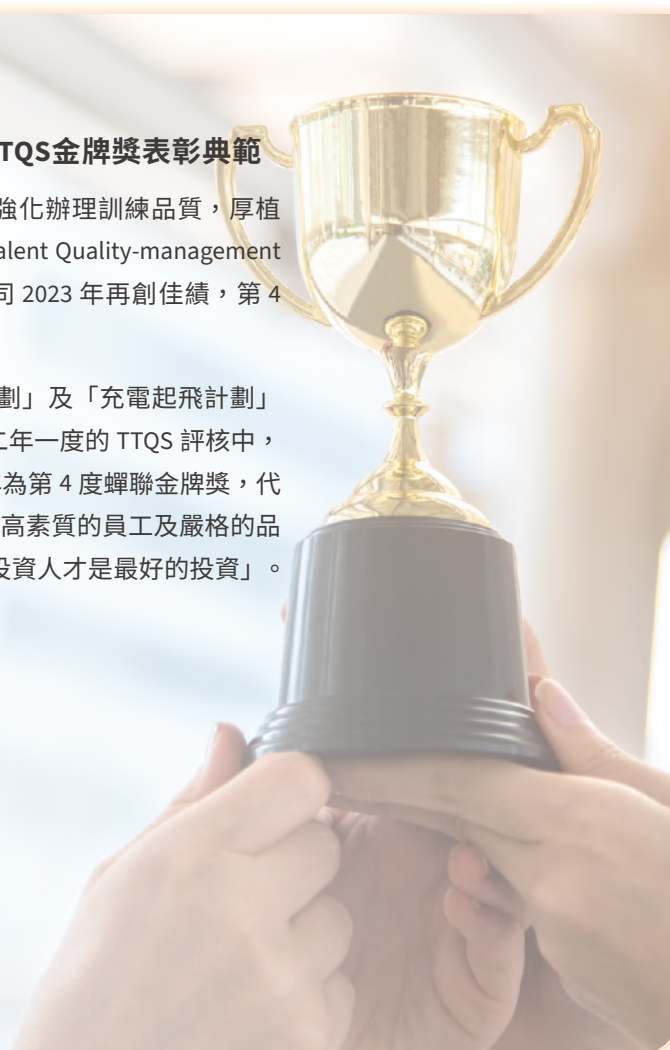 TQS金牌獎表彰典範
強化辦理訓練品質，厚植
alent Quality-management
司 2023 年再創佳績，第 4
劃」及「充電起飛計劃」
二年一度的 TTQS 評核中，
為第 4 度蟬聯金牌獎，代
高素質的員工及嚴格的品
投資人才是最好的投資」。